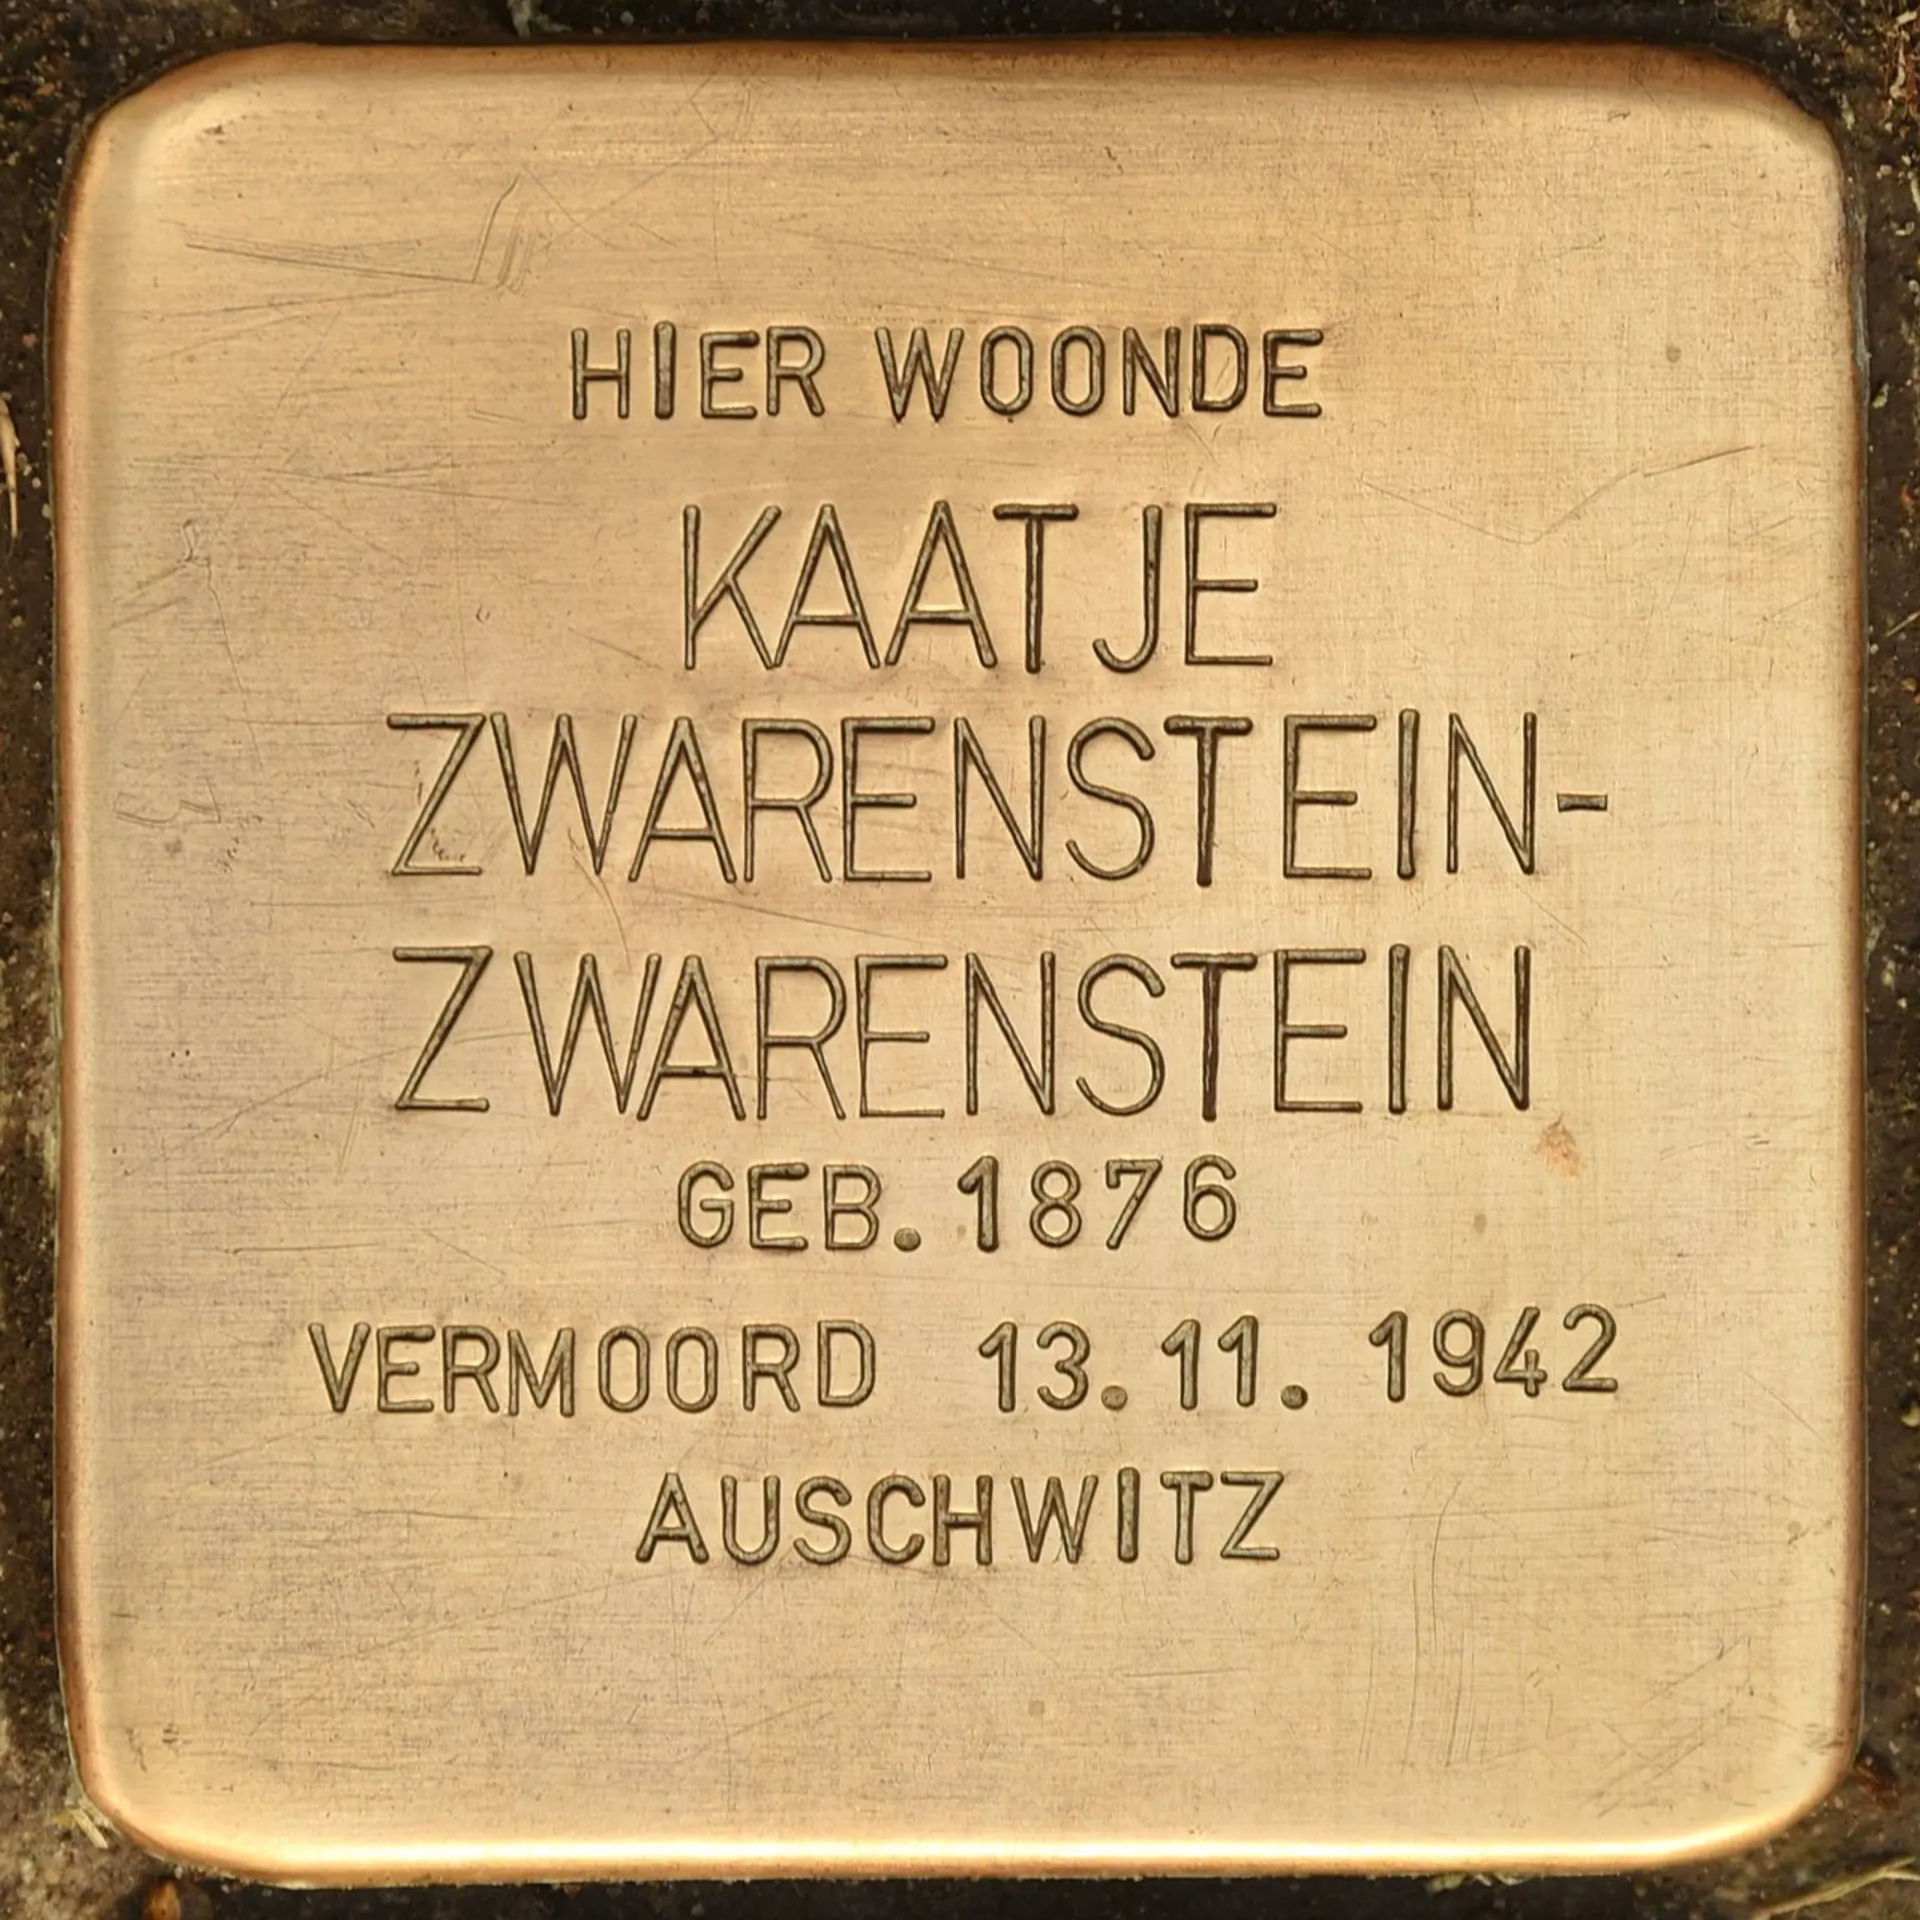 HIER WOONDE
KAATJE
ZWARENSTEIN-
ZWARENSTEIN
GEB. 1876
VERMOORD 13.11. 1942
AUSCHWITZ